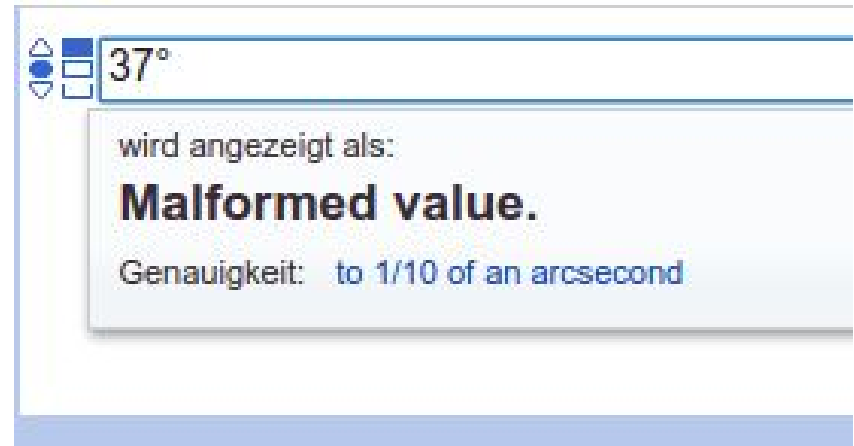 37°
wird angezeigt als:
Malformed value.
Genauigkeit: to 1/10 of an arcsecond